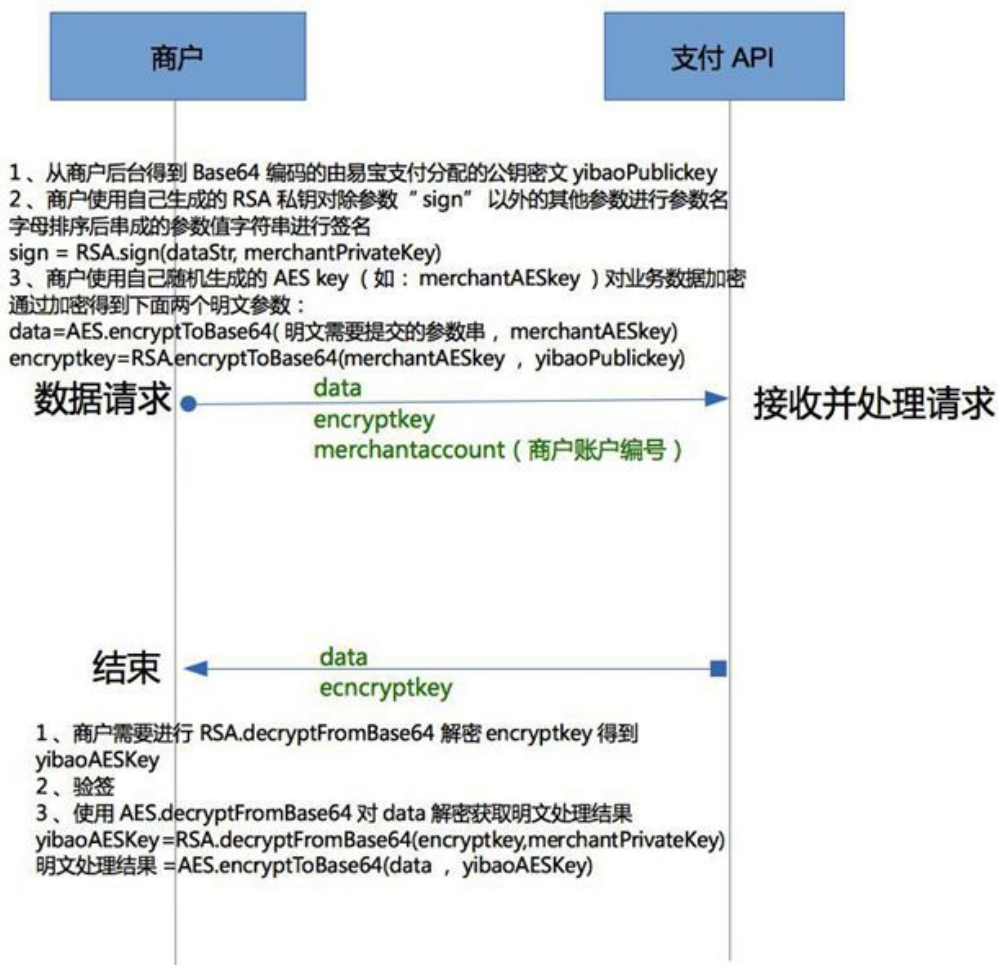 商户
支付 API
1、从商户后台得到 Base64 编码的由易宝支付分配的公钥密文 yibaoPublickey
2、商户使用自己生成的 RSA 私钥对除参数“sign” 以外的其他参数进行参数名
字母排序后串成的参数值字符串进行签名
sign = RSA.sign(dataStr, merchantPrivateKey)
3、商户使用自己随机生成的 AES key（如：merchantAESkey ）对业务数据加密
通过加密得到下面两个明文参数：
data=AES.encryptToBase64( 明文需要提交的参数串，merchantAESkey)
encryptkey=RSA.encryptToBase64(merchantAESkey ，yibaoPublickey)
数据请求
data
接收并处理请求
encryptkey
merchantaccount（商户账户编号）
结束
data
ecncryptkey
1、商户需要进行 RSA.decryptFromBase64 解密 encryptkey 得到
yibaoAESKey
2、验签
3、使用 AES.decryptFromBase64 对 data 解密获取明文处理结果
yibaoAESKey=RSA.decryptFromBase64(encryptkey,merchantPrivateKey)
明文处理结果 =AES.encryptToBase64(data ，yibaoAESKey)